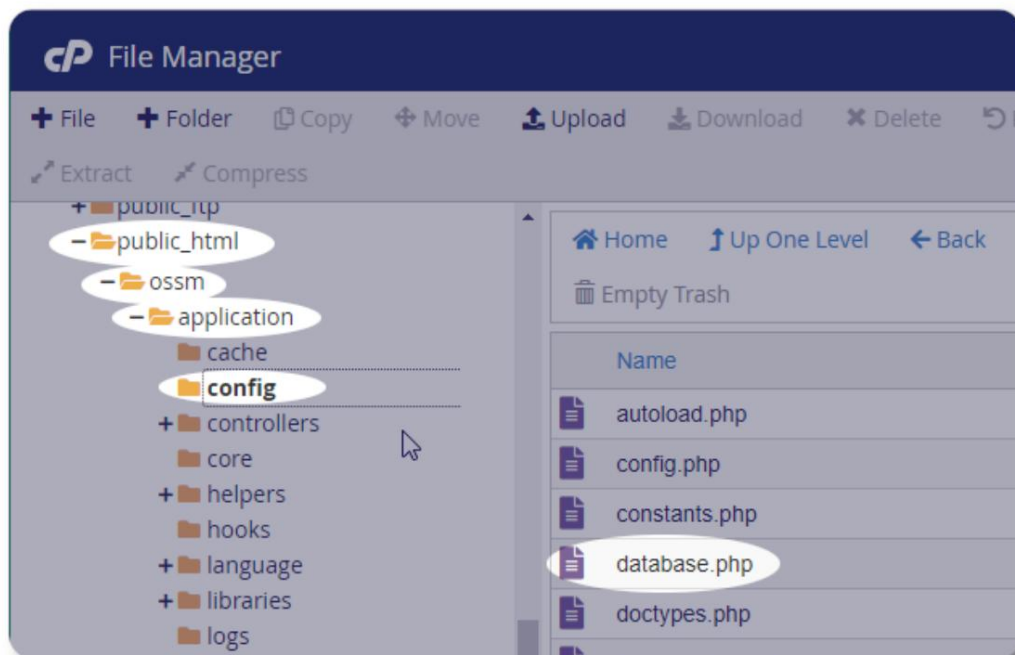 cP File Manager
File Folder Copy Move Upload Download Delete
Extract Compress
public_ftp
public_html
ossm
application
cache
config
controllers
core
helpers
hooks
language
libraries
logs
Home Up One Level Back
Empty Trash
Name
autoload.php
config.php
constants.php
database.php
doctypes.php